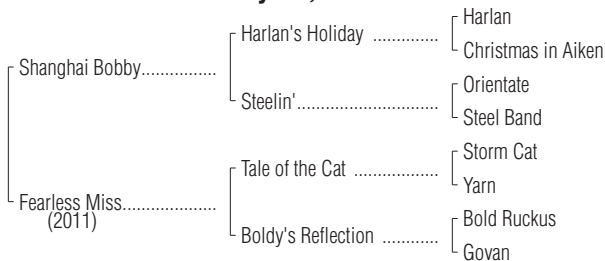 Harlan
Harlan's Holiday ..............
Christmas in Aiken
Shanghai Bobby................
Orientate
Steelin'..............................
Steel Band
Storm Cat
Tale of the Cat ..................
Yarn
Fearless Miss....................
(2011)
Bold Ruckus
Boldy's Reflection ............
Govan